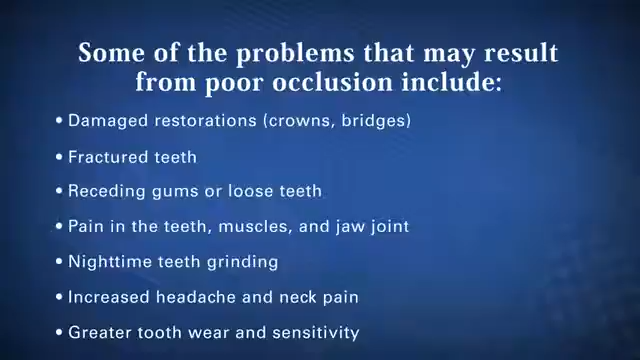 Some of the problems that may result
from poor occlusion include:
• Damaged restorations (crowns, bridges)
• Fractured teeth
• Receding gums or loose teeth
• Pain in the teeth, muscles, and jaw joint
• Nighttime teeth grinding
• Increased headache and neck pain
• Greater tooth wear and sensitivity